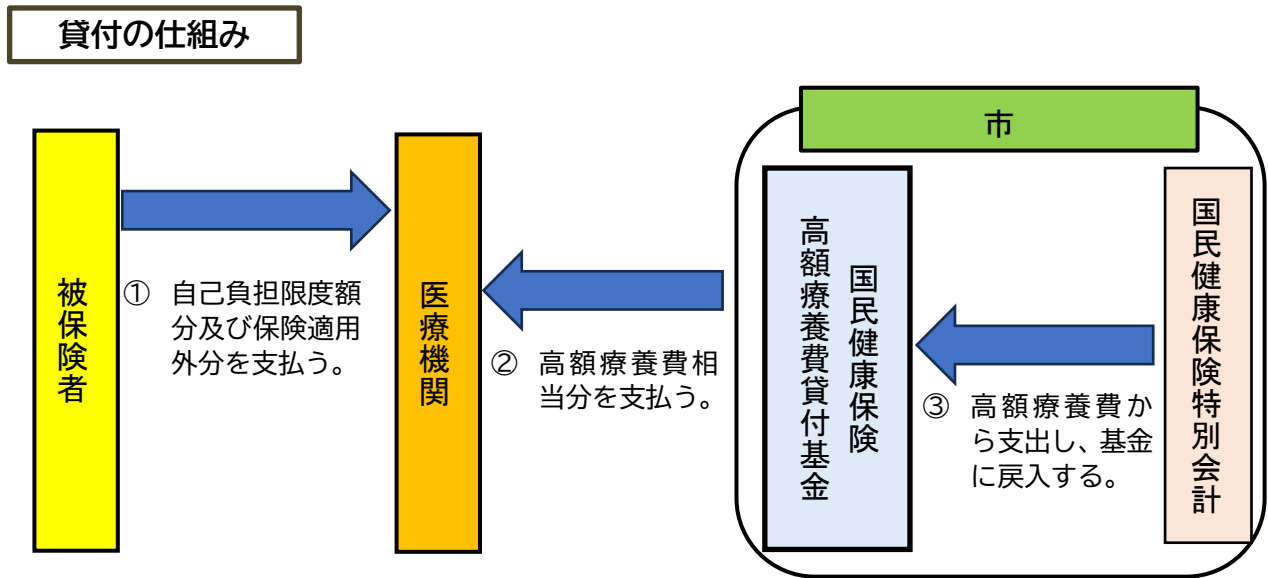 貸付の仕組み
市
被保険者
① 自己負担限度額
分及び保険適用
外分を支払う。
医療機関
② 高額療養費相
当分を支払う。
国民健康保険
高額療養費貸付基金
③ 高額療養費か
ら支出し、基金
に戻入する。
国民健康保険特別会計